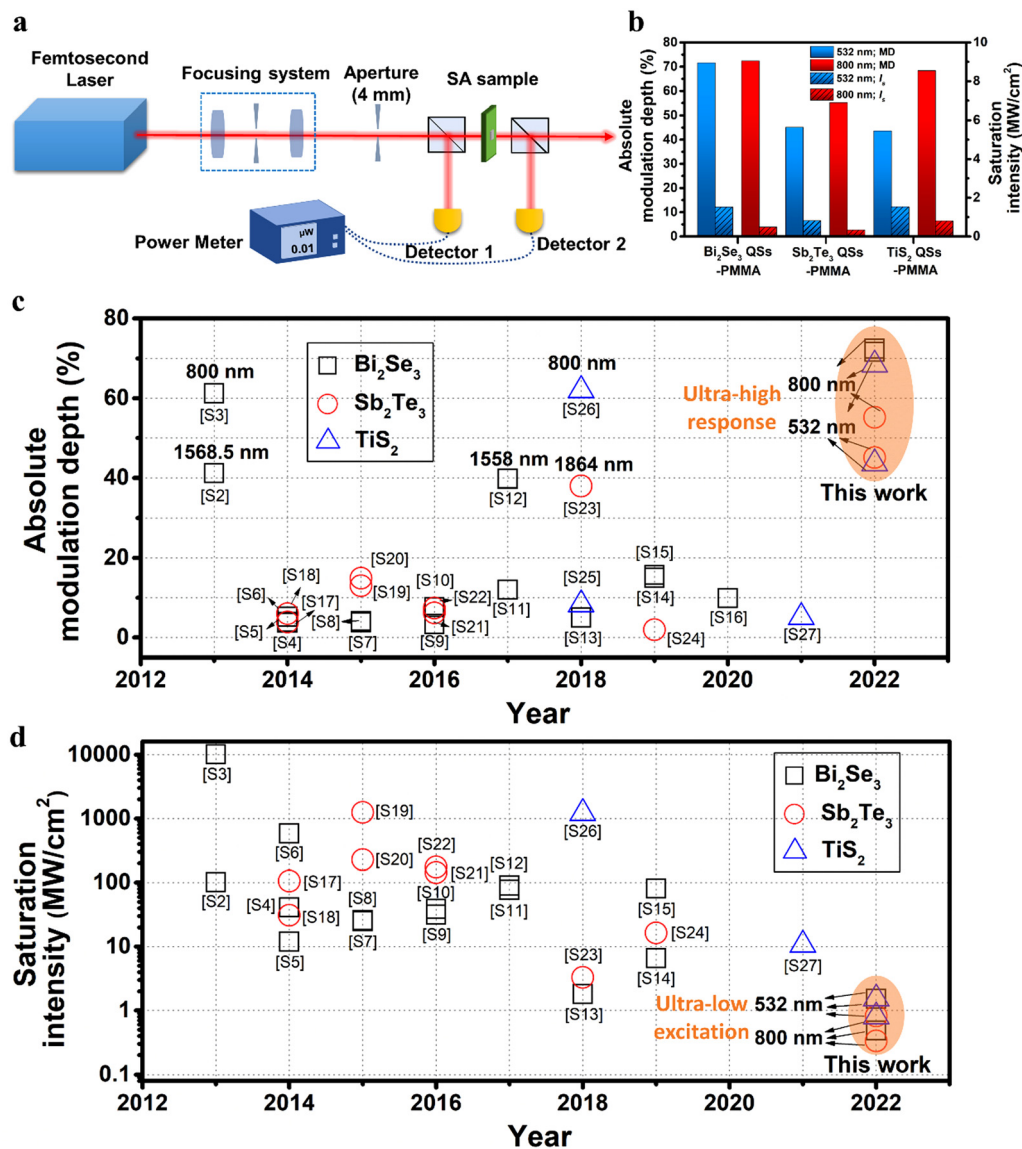 a
Femtosecond
Laser
Focusing system
Aperture
(4 mm)
SA sample
Power Meter
μW
0.01
Detector 1
Detector 2
b
Absolute
modulation depth (%)
80
70
60
50
40
30
20
10
0
532 nm; MD
800 nm; MD
532 nm; Is
800 nm; Is
10
8
6
4
2
0
Saturation
intensity (MW/cm²)
Bi₂Se₃ QSs
-PMMA
Sb₂Te₃ QSs
-PMMA
TiS₂ QSs
-PMMA
c
Absolute
modulation depth (%)
80
60
40
20
0
800 nm
[S3]
1568.5 nm
[S2]
Bi₂Se₃
Sb₂Te₃
TiS₂
800 nm
[S26]
1558 nm
[S12]
1864 nm
[S23]
Ultra-high
response
800 nm
532 nm
This work
[S6]
[S18]
[S17]
[S5]
[S4]
[S20]
[S19]
[S8]
[S7]
[S10]
[S22]
[S21]
[S9]
[S11]
[S25]
[S13]
[S15]
[S14]
[S24]
[S16]
[S27]
2012
2014
2016
2018
2020
2022
Year
d
Saturation
intensity (MW/cm²)
10000
1000
100
10
1
0.1
[S3]
[S2]
[S6]
[S17]
[S4]
[S18]
[S5]
[S19]
[S20]
[S8]
[S7]
[S22]
[S21]
[S10]
[S9]
[S12]
[S11]
[S26]
[S23]
[S13]
[S15]
[S24]
[S14]
[S27]
Bi₂Se₃
Sb₂Te₃
TiS₂
Ultra-low
excitation
532 nm
800 nm
This work
2012
2014
2016
2018
2020
2022
Year